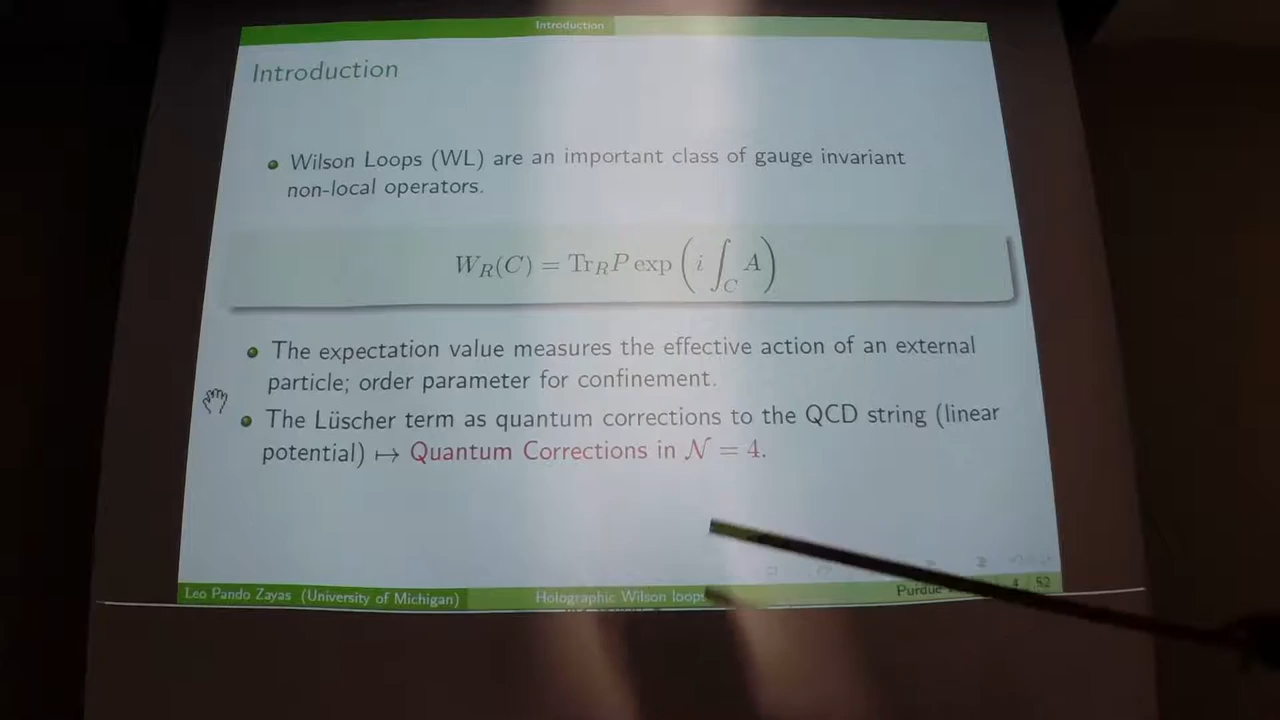 Introduction
Introduction
Wilson Loops (WL) are an important class of gauge invariant
non-local operators.
W_R(C) = Tr_R P exp ( i ∫_C A )
The expectation value measures the effective action of an external
particle; order parameter for confinement.
The Lüscher term as quantum corrections to the QCD string (linear
potential) ↦ Quantum Corrections in 𝒩 = 4.
Leo Pando Zayas (University of Michigan) Holographic Wilson loops Purdue 4 52